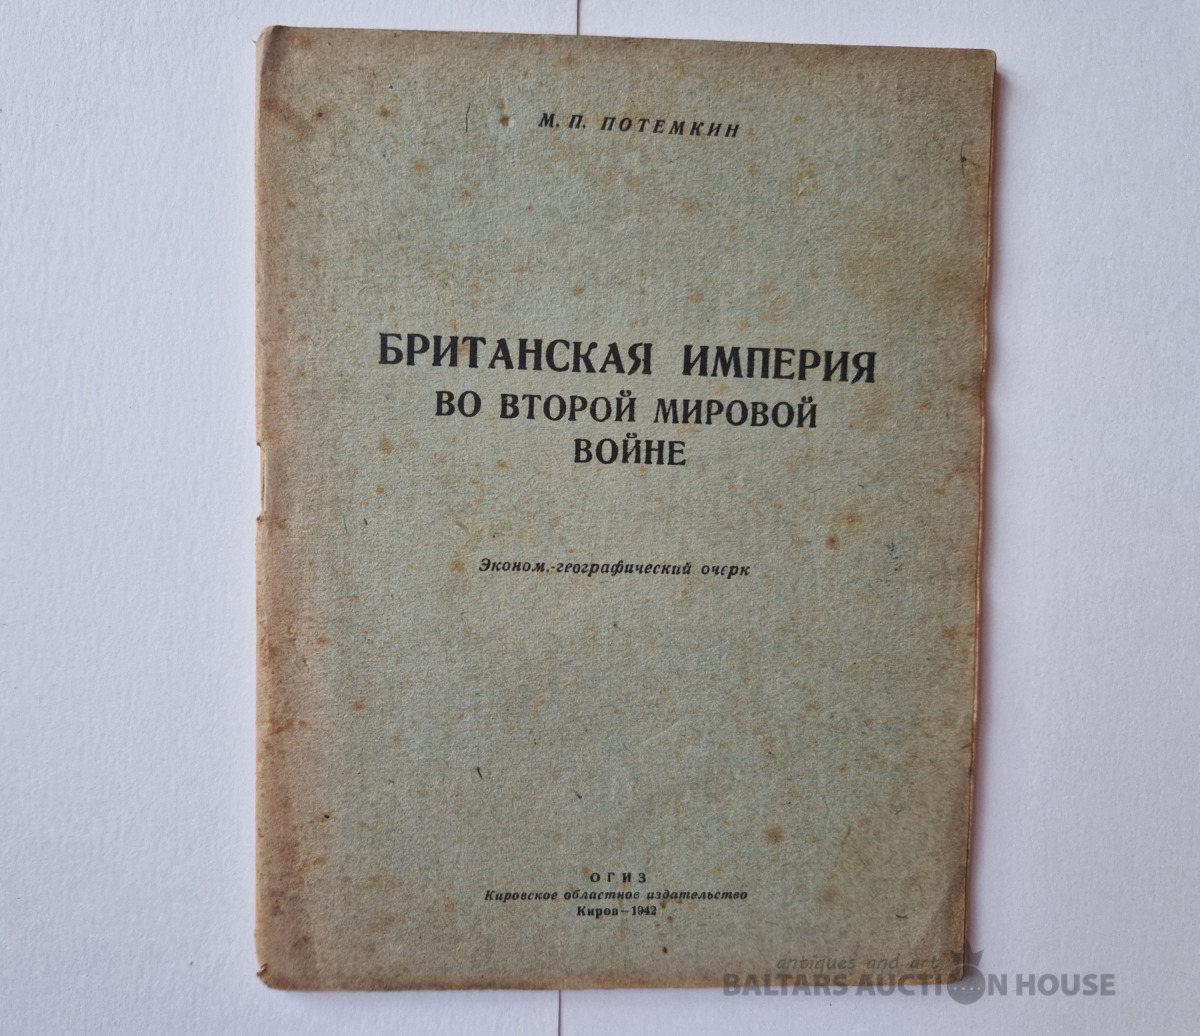 М. П. ПОТЕМКИН
БРИТАНСКАЯ ИМПЕРИЯ
ВО ВТОРОЙ МИРОВОЙ
ВОЙНЕ
Эконом.-географический очерк
ОГИЗ
Кировское областное издательство
Киров—1942
antiques and art
BALTARS AUCTION HOUSE